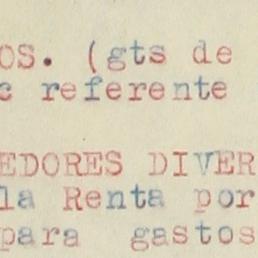 OS. (gts de
c referente
EDORES DIVER
la Renta por
para gastos